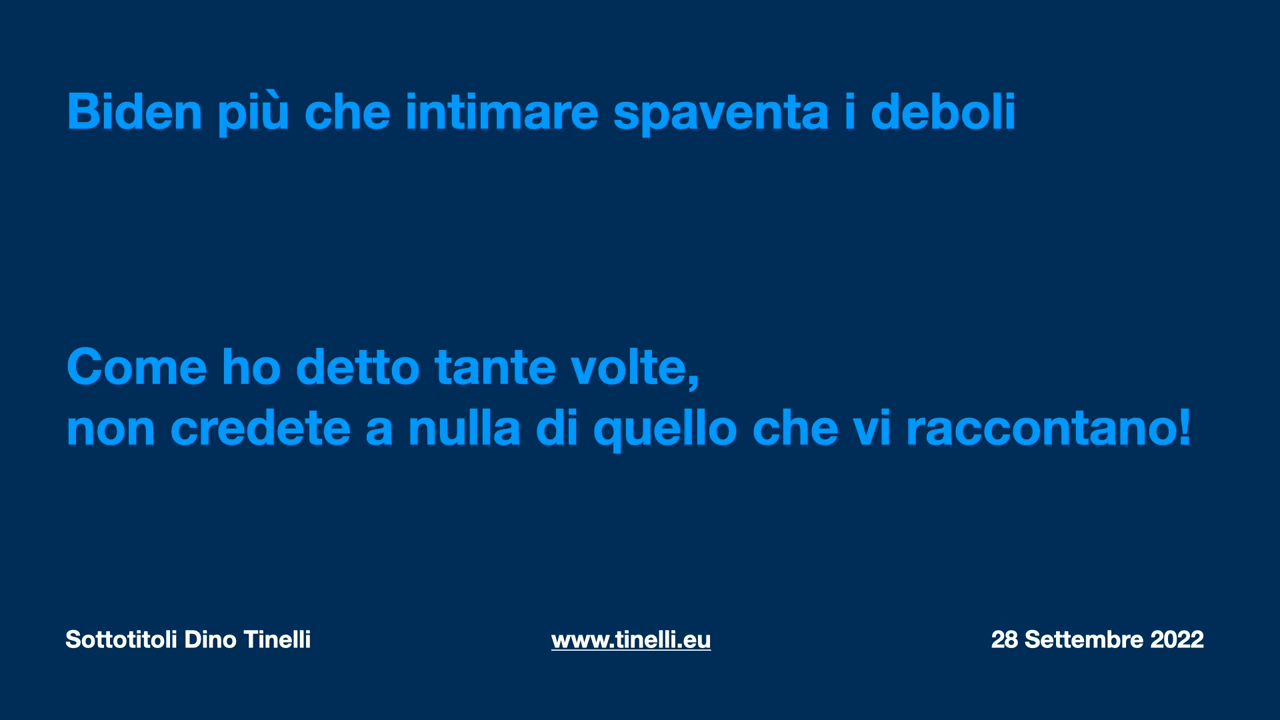 Biden più che intimare spaventa i deboli
Come ho detto tante volte,
non credete a nulla di quello che vi raccontano!
Sottotitoli Dino Tinelli
www.tinelli.eu
28 Settembre 2022